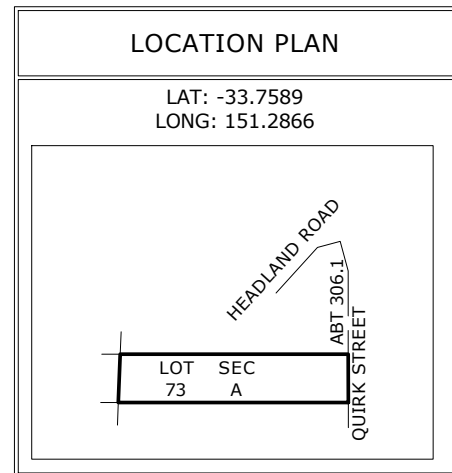 LOCATION PLAN
LAT: -33.7589
LONG: 151.2866
HEADLAND ROAD
ABT 306.1
QUIRK STREET
LOT SEC
73 A